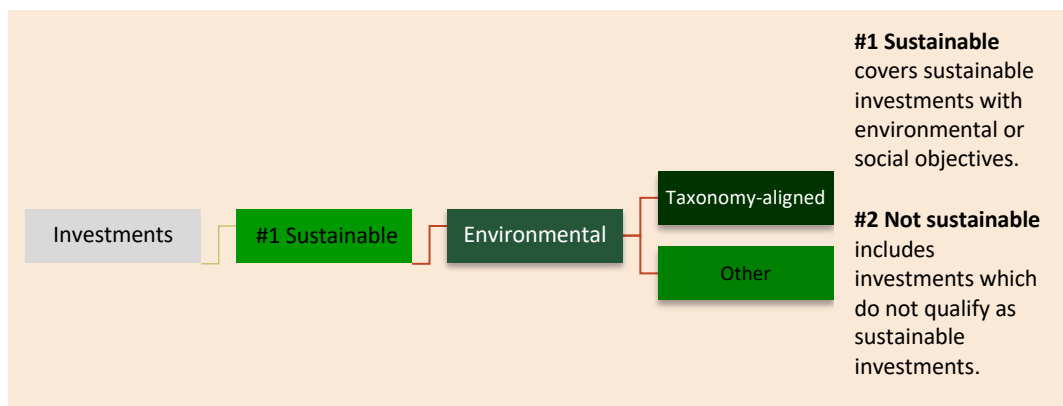 Investments
#1 Sustainable
Environmental
Taxonomy-aligned
Other
#1 Sustainable
covers sustainable
investments with
environmental or
social objectives.
#2 Not sustainable
includes
investments which
do not qualify as
sustainable
investments.